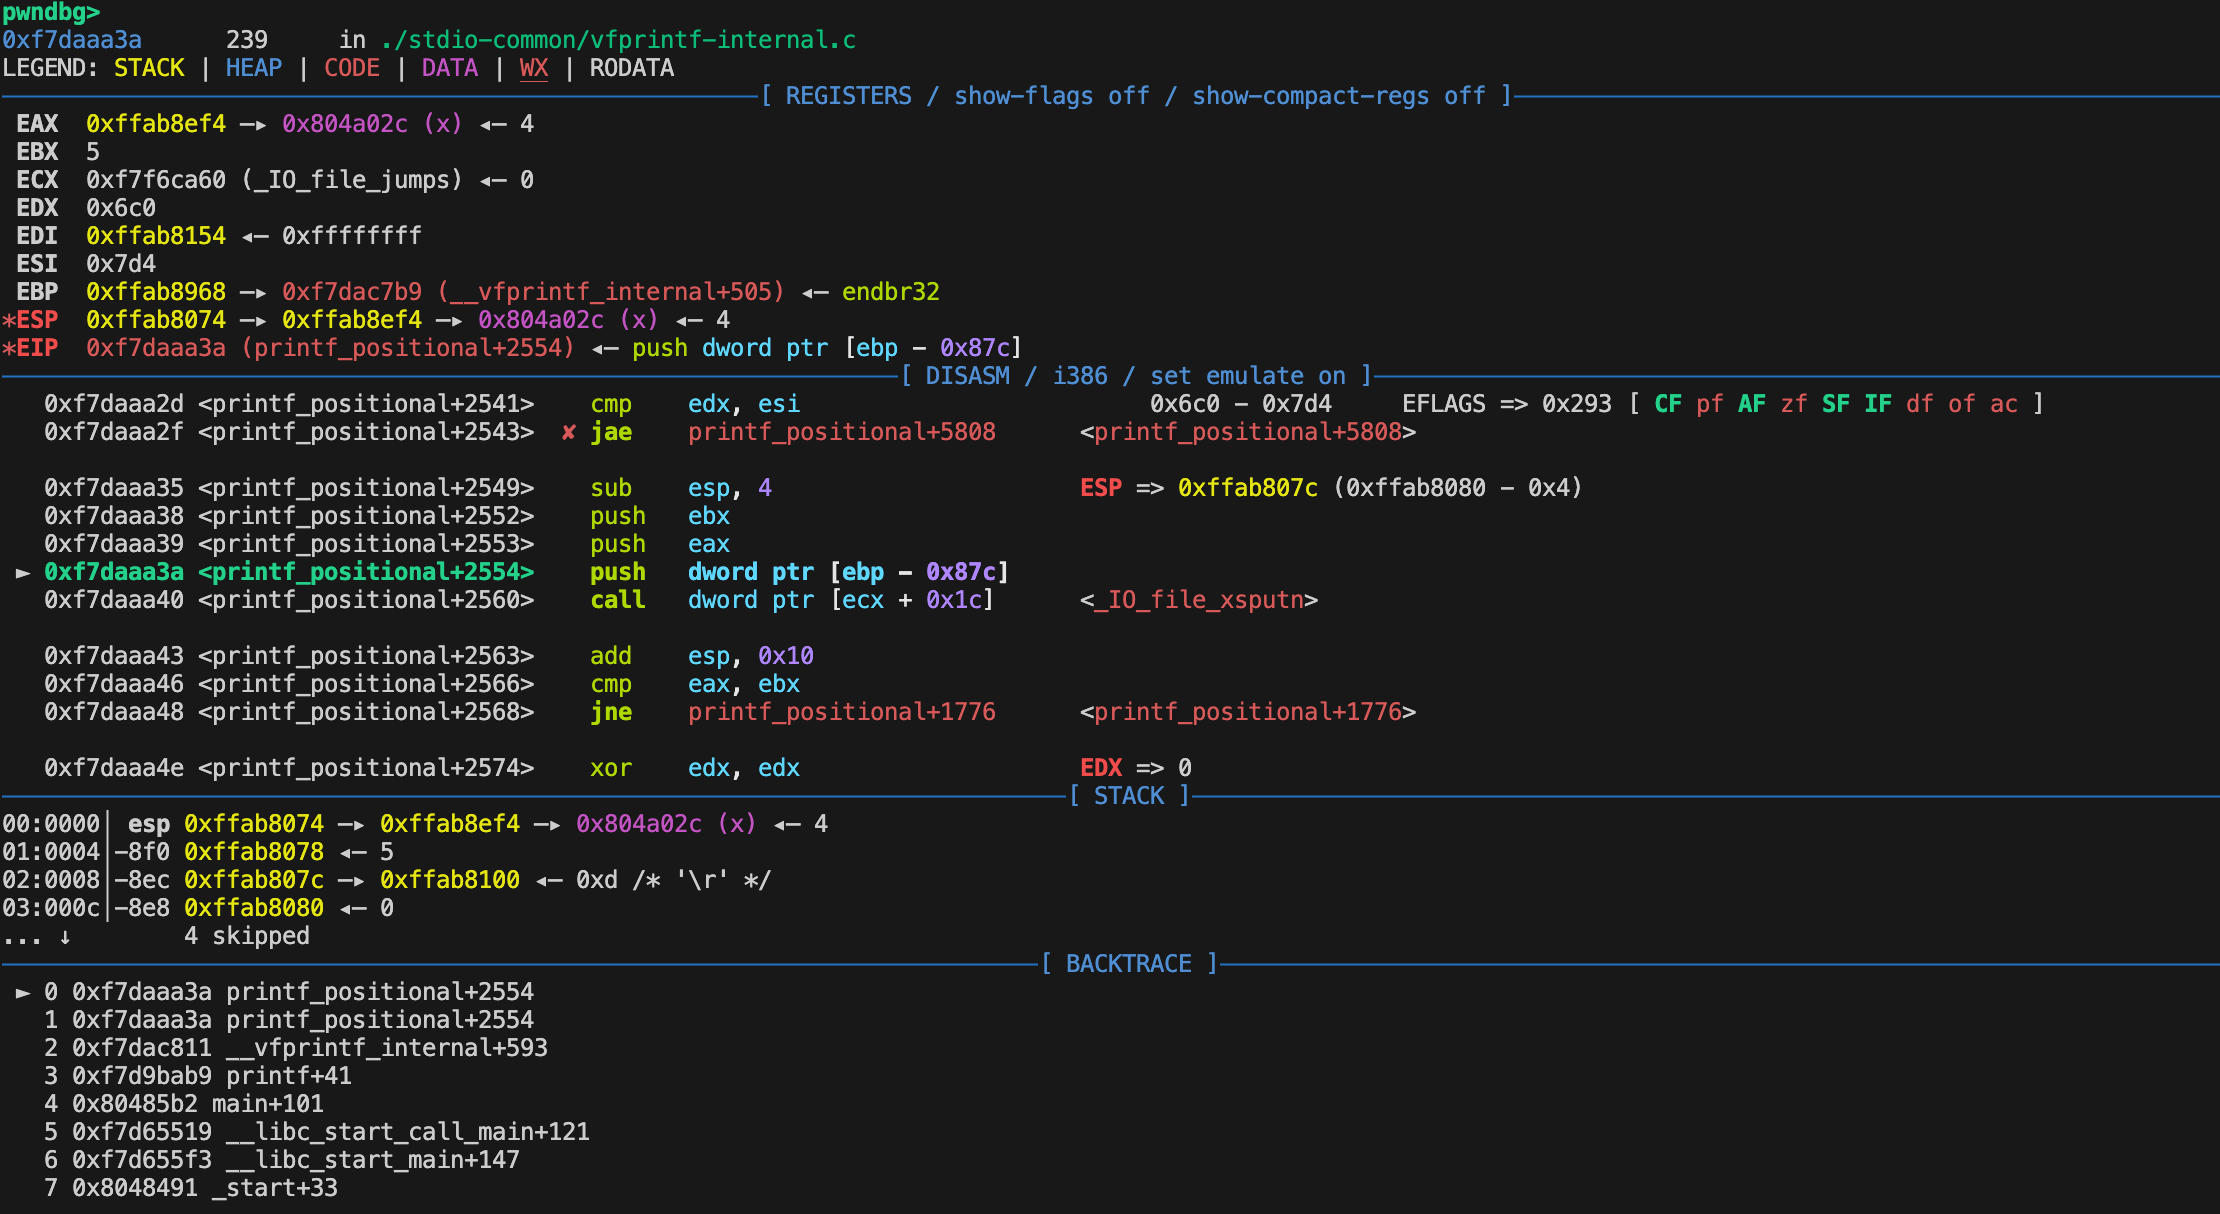 pwndbg>
0xf7daaa3a      239     in ./stdio-common/vfprintf-internal.c
LEGEND: STACK | HEAP | CODE | DATA | WX | RODATA
[ REGISTERS / show-flags off / show-compact-regs off ]
 EAX  0xffab8ef4 —▸ 0x804a02c (x) ◂— 4
 EBX  5
 ECX  0xf7f6ca60 (_IO_file_jumps) ◂— 0
 EDX  0x6c0
 EDI  0xffab8154 ◂— 0xffffffff
 ESI  0x7d4
 EBP  0xffab8968 —▸ 0xf7dac7b9 (__vfprintf_internal+505) ◂— endbr32
*ESP  0xffab8074 —▸ 0xffab8ef4 —▸ 0x804a02c (x) ◂— 4
*EIP  0xf7daaa3a (printf_positional+2554) ◂— push dword ptr [ebp - 0x87c]
[ DISASM / i386 / set emulate on ]
   0xf7daaa2d <printf_positional+2541>    cmp    edx, esi                         0x6c0 - 0x7d4     EFLAGS => 0x293 [ CF pf AF zf SF IF df of ac ]
   0xf7daaa2f <printf_positional+2543>  ✘ jae    printf_positional+5808      <printf_positional+5808>
   0xf7daaa35 <printf_positional+2549>    sub    esp, 4                      ESP => 0xffab807c (0xffab8080 - 0x4)
   0xf7daaa38 <printf_positional+2552>    push   ebx
   0xf7daaa39 <printf_positional+2553>    push   eax
 ► 0xf7daaa3a <printf_positional+2554>    push   dword ptr [ebp - 0x87c]
   0xf7daaa40 <printf_positional+2560>    call   dword ptr [ecx + 0x1c]      <_IO_file_xsputn>
   0xf7daaa43 <printf_positional+2563>    add    esp, 0x10
   0xf7daaa46 <printf_positional+2566>    cmp    eax, ebx
   0xf7daaa48 <printf_positional+2568>    jne    printf_positional+1776      <printf_positional+1776>
   0xf7daaa4e <printf_positional+2574>    xor    edx, edx                    EDX => 0
[ STACK ]
00:0000│ esp 0xffab8074 —▸ 0xffab8ef4 —▸ 0x804a02c (x) ◂— 4
01:0004│-8f0 0xffab8078 ◂— 5
02:0008│-8ec 0xffab807c —▸ 0xffab8100 ◂— 0xd /* '\r' */
03:000c│-8e8 0xffab8080 ◂— 0
... ↓        4 skipped
[ BACKTRACE ]
 ► 0 0xf7daaa3a printf_positional+2554
   1 0xf7daaa3a printf_positional+2554
   2 0xf7dac811 __vfprintf_internal+593
   3 0xf7d9bab9 printf+41
   4 0x80485b2 main+101
   5 0xf7d65519 __libc_start_call_main+121
   6 0xf7d655f3 __libc_start_main+147
   7 0x8048491 _start+33